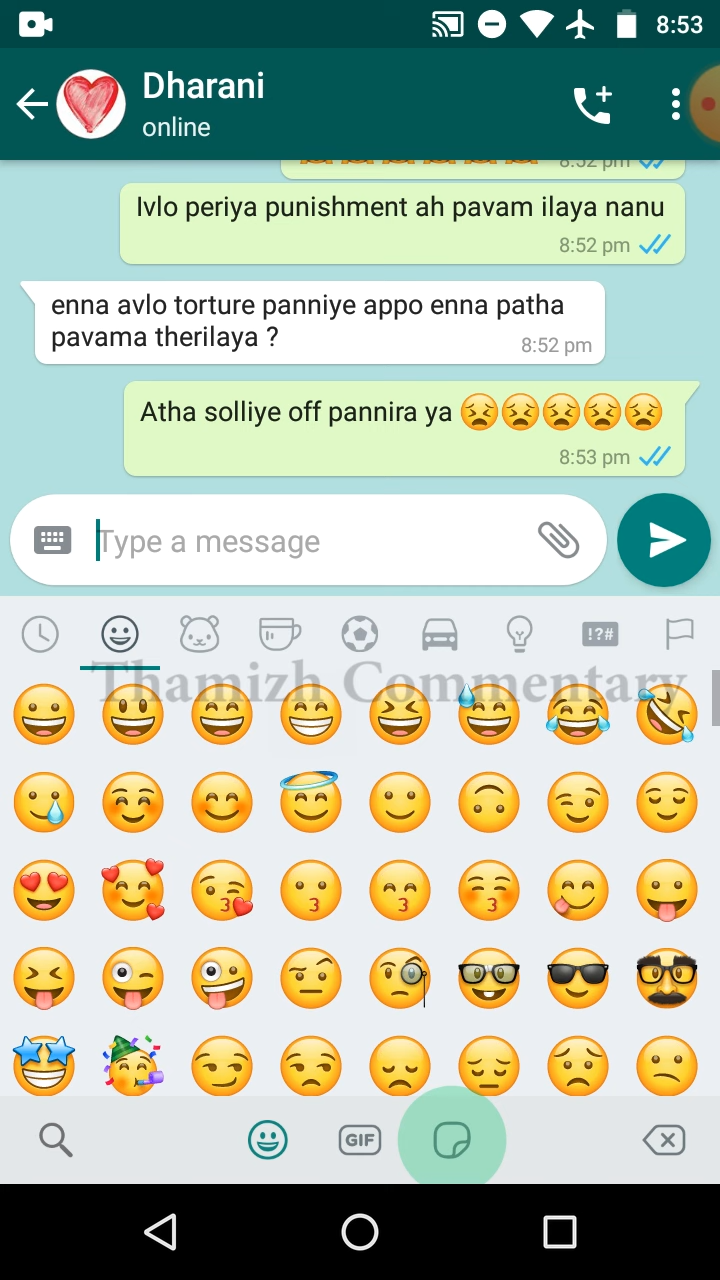 8:53
Dharani
online
8:52 pm
Ivlo periya punishment ah pavam ilaya nanu
8:52 pm
enna avlo torture panniye appo enna patha
pavama therilaya ?
8:52 pm
Atha solliye off pannira ya 😣😣😣😣😣
8:53 pm
Type a message
!?#
Thamizh Commentary
GIF